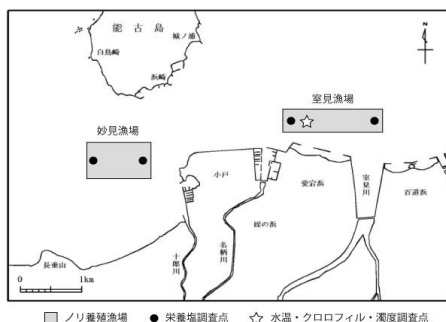 能古島
城ノ浦
白鳥崎
浜崎
N
室見漁場
妙見漁場
小戸
愛宕浜
室見川
百道浜
姪の浜
名柄川
十郎川
長垂山
0 1km
ノリ養殖漁場 栄養塩調査点 水温・クロロフィル・濁度調査点